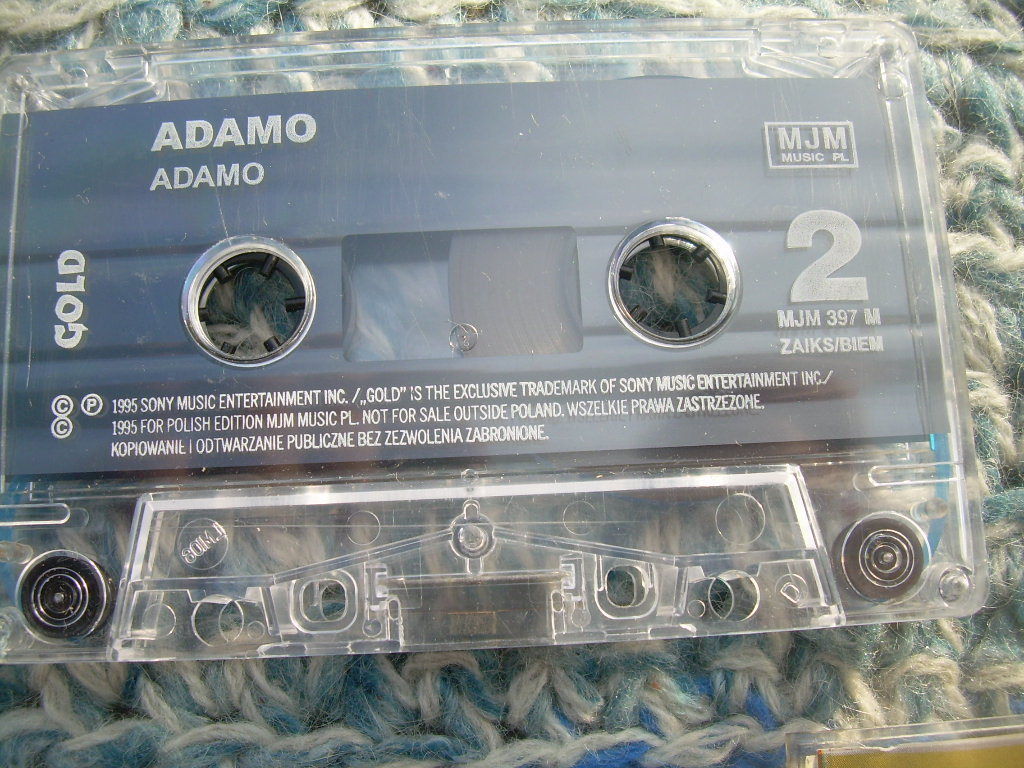 ADAMO
ADAMO
MJM
MUSIC PL
GOLD
2
MJM 397 M
ZAIKS/BIEM
© ℗ 1995 SONY MUSIC ENTERTAINMENT INC. /„GOLD” IS THE EXCLUSIVE TRADEMARK OF SONY MUSIC ENTERTAINMENT INC./
© 1995 FOR POLISH EDITION MJM MUSIC PL. NOT FOR SALE OUTSIDE POLAND, WSZELKIE PRAWA ZASTRZEŻONE.
KOPIOWANIE I ODTWARZANIE PUBLICZNE BEZ ZEZWOLENIA ZABRONIONE.
D